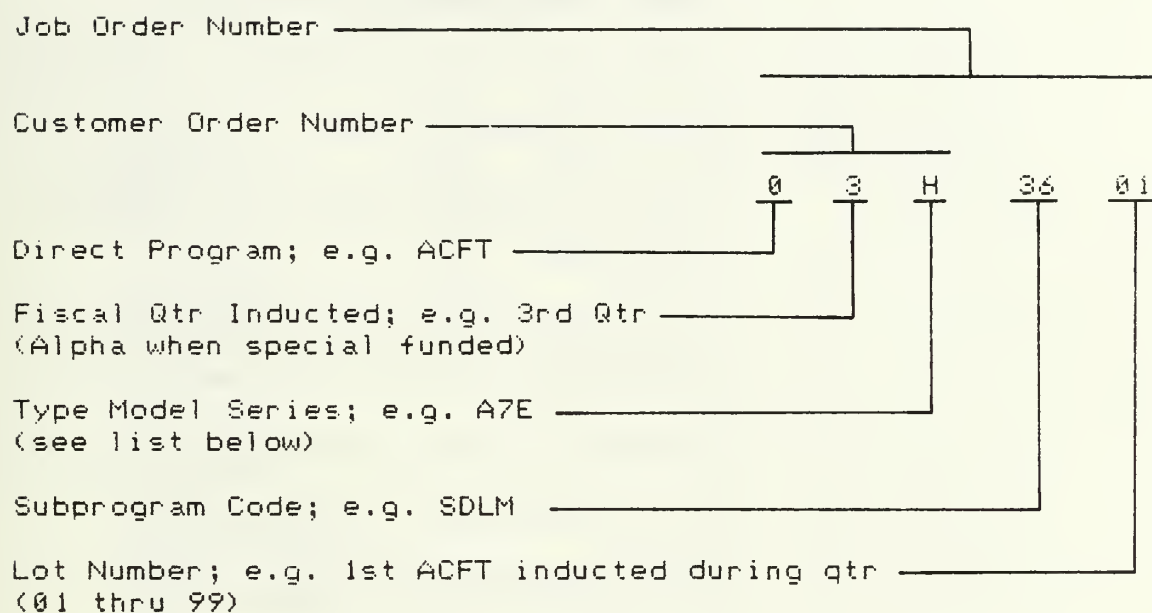 Job Order Number
Customer Order Number
0 3 H 36 01
Direct Program; e.g. ACFT
Fiscal Qtr Inducted; e.g. 3rd Qtr
(Alpha when special funded)
Type Model Series; e.g. A7E
(see list below)
Subprogram Code; e.g. SDLM
Lot Number; e.g. 1st ACFT inducted during qtr
(01 thru 99)